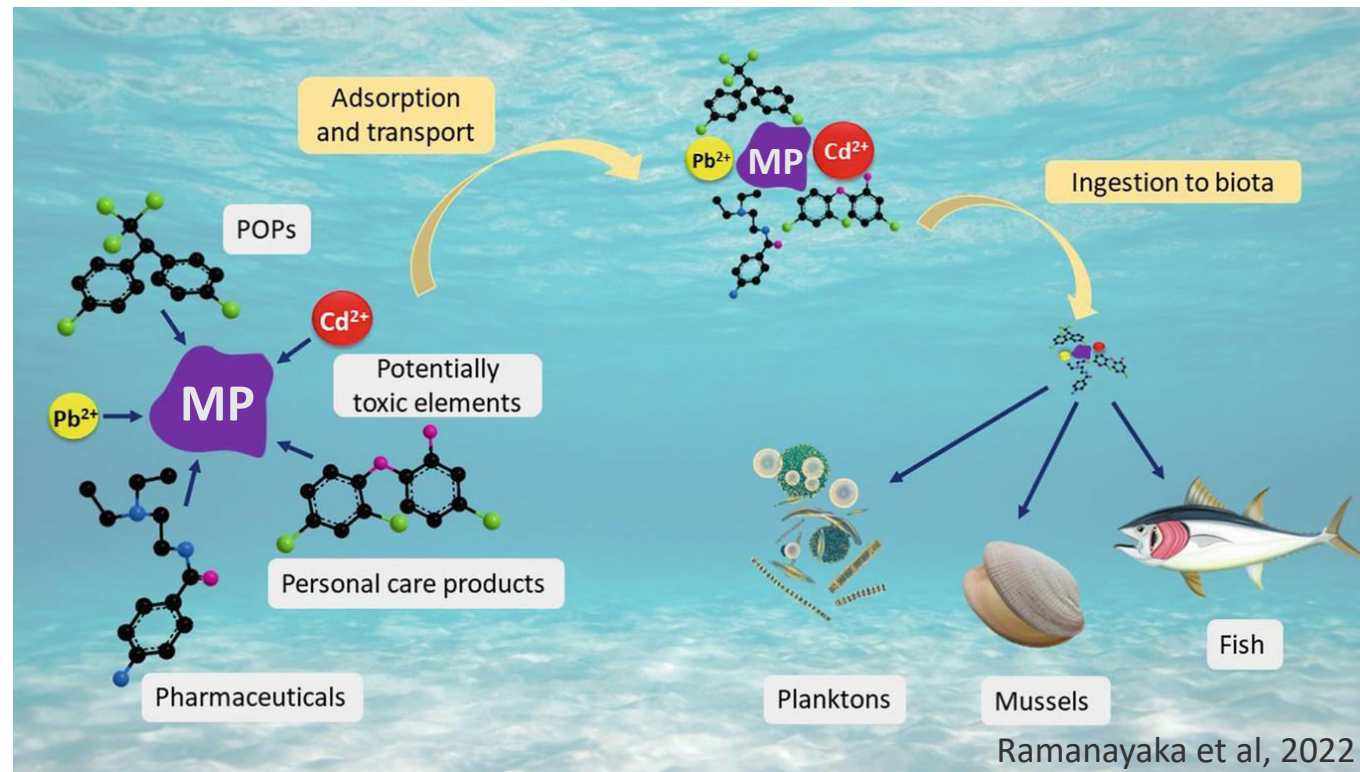 Adsorption
and transport
POPs
Cd²⁺
Potentially
toxic elements
MP
Pb²⁺
Personal care products
Pharmaceuticals
Pb²⁺
MP
Cd²⁺
Ingestion to biota
Planktons
Mussels
Fish
Ramanayaka et al, 2022